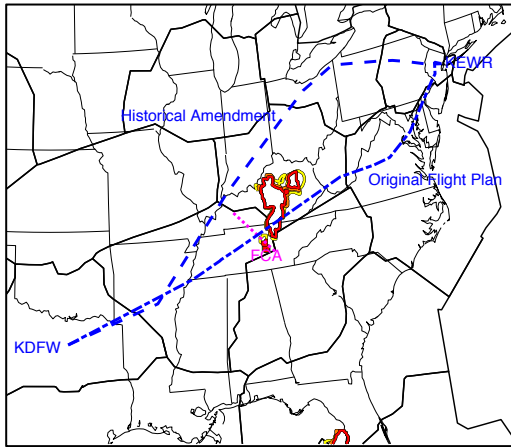 KEWR
Historical Amendment
Original Flight Plan
FCA
KDFW